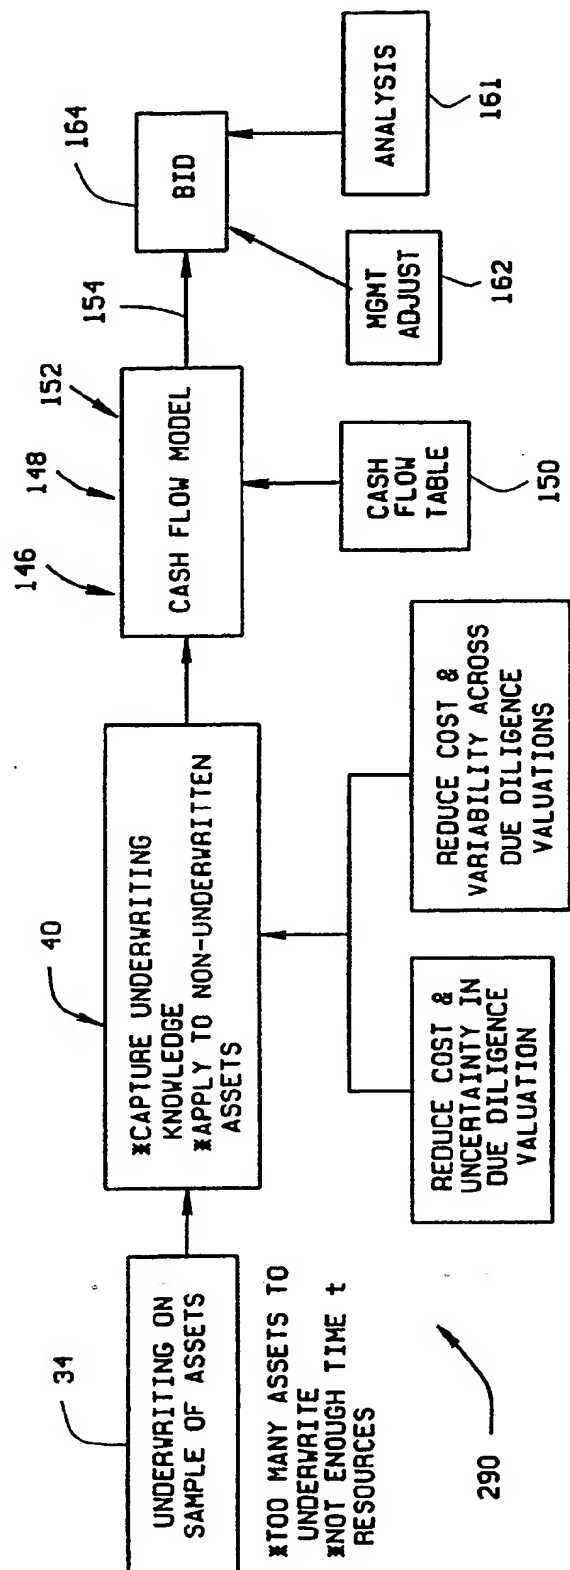 34
UNDERWRITING ON
SAMPLE OF ASSETS
*TOO MANY ASSETS TO
UNDERWRITE
*NOT ENOUGH TIME t
RESOURCES
290
40
*CAPTURE UNDERWRITING
KNOWLEDGE
*APPLY TO NON-UNDERWRITTEN
ASSETS
REDUCE COST &
UNCERTAINTY IN
DUE DILIGENCE
VALUATION
REDUCE COST &
VARIABILITY ACROSS
DUE DILIGENCE
VALUATIONS
146
148
152
CASH FLOW MODEL
CASH
FLOW
TABLE
150
154
164
BID
MGMT
ADJUST
162
ANALYSIS
161